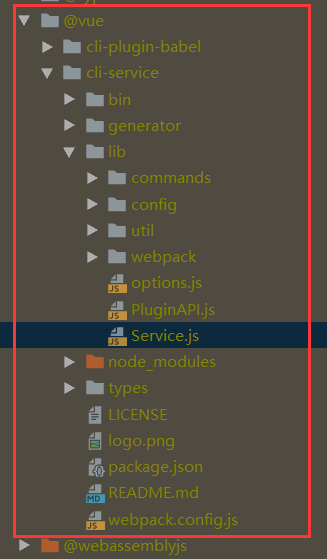 @vue
cli-plugin-babel
cli-service
bin
generator
lib
commands
config
util
webpack
options.js
PluginAPI.js
Service.js
node_modules
types
LICENSE
logo.png
package.json
README.md
webpack.config.js
@webassemblyjs